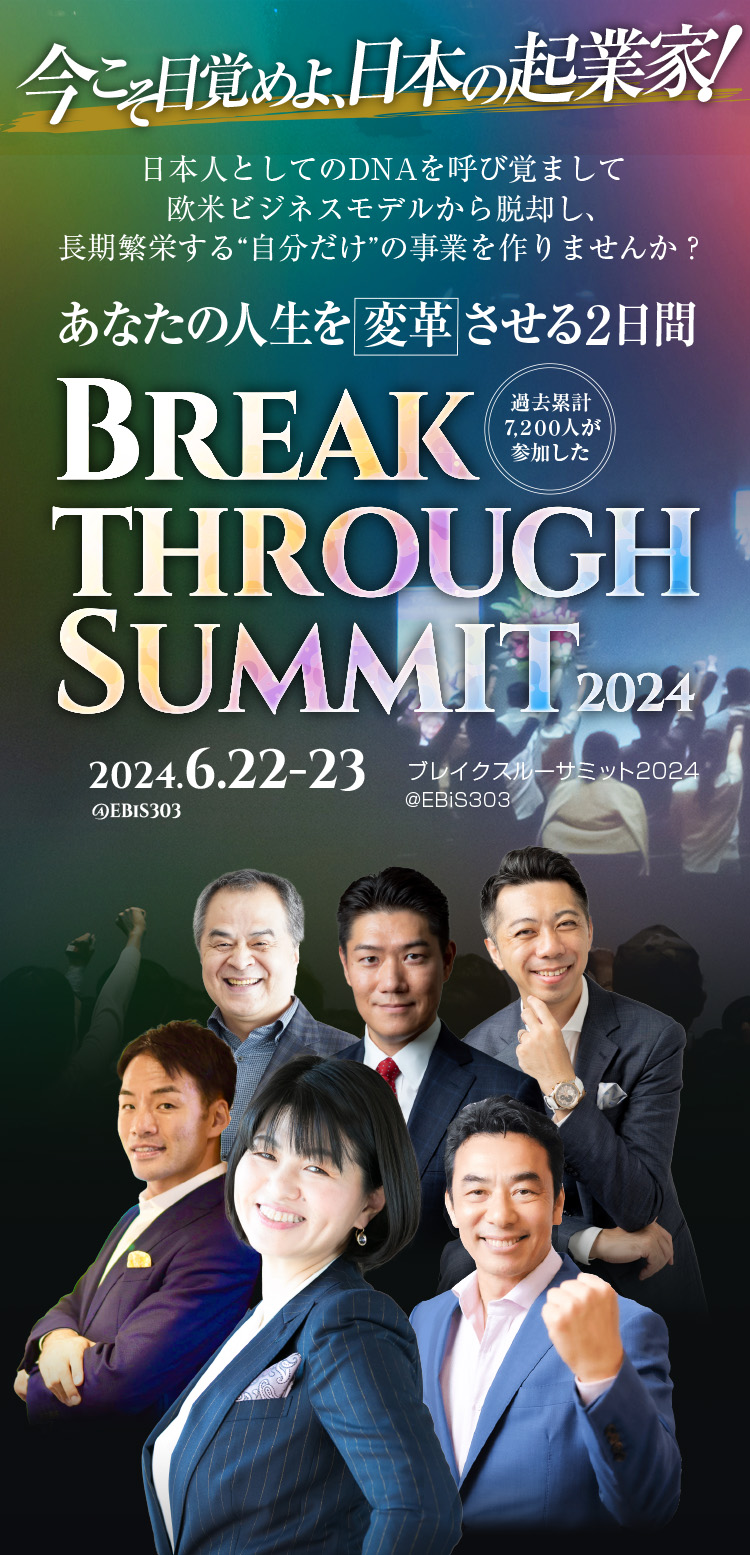 今こそ目覚めよ、日本の起業家!
日本人としてのDNAを呼び覚まして
欧米ビジネスモデルから脱却し、
長期繁栄する“自分だけ”の事業を作りませんか?
あなたの人生を変革させる2日間
BREAK
過去累計
7,200人が
参加した
THROUGH
SUMMIT 2024
2024.6.22-23
@EBiS303
ブレイクスルーサミット2024
@EBiS303